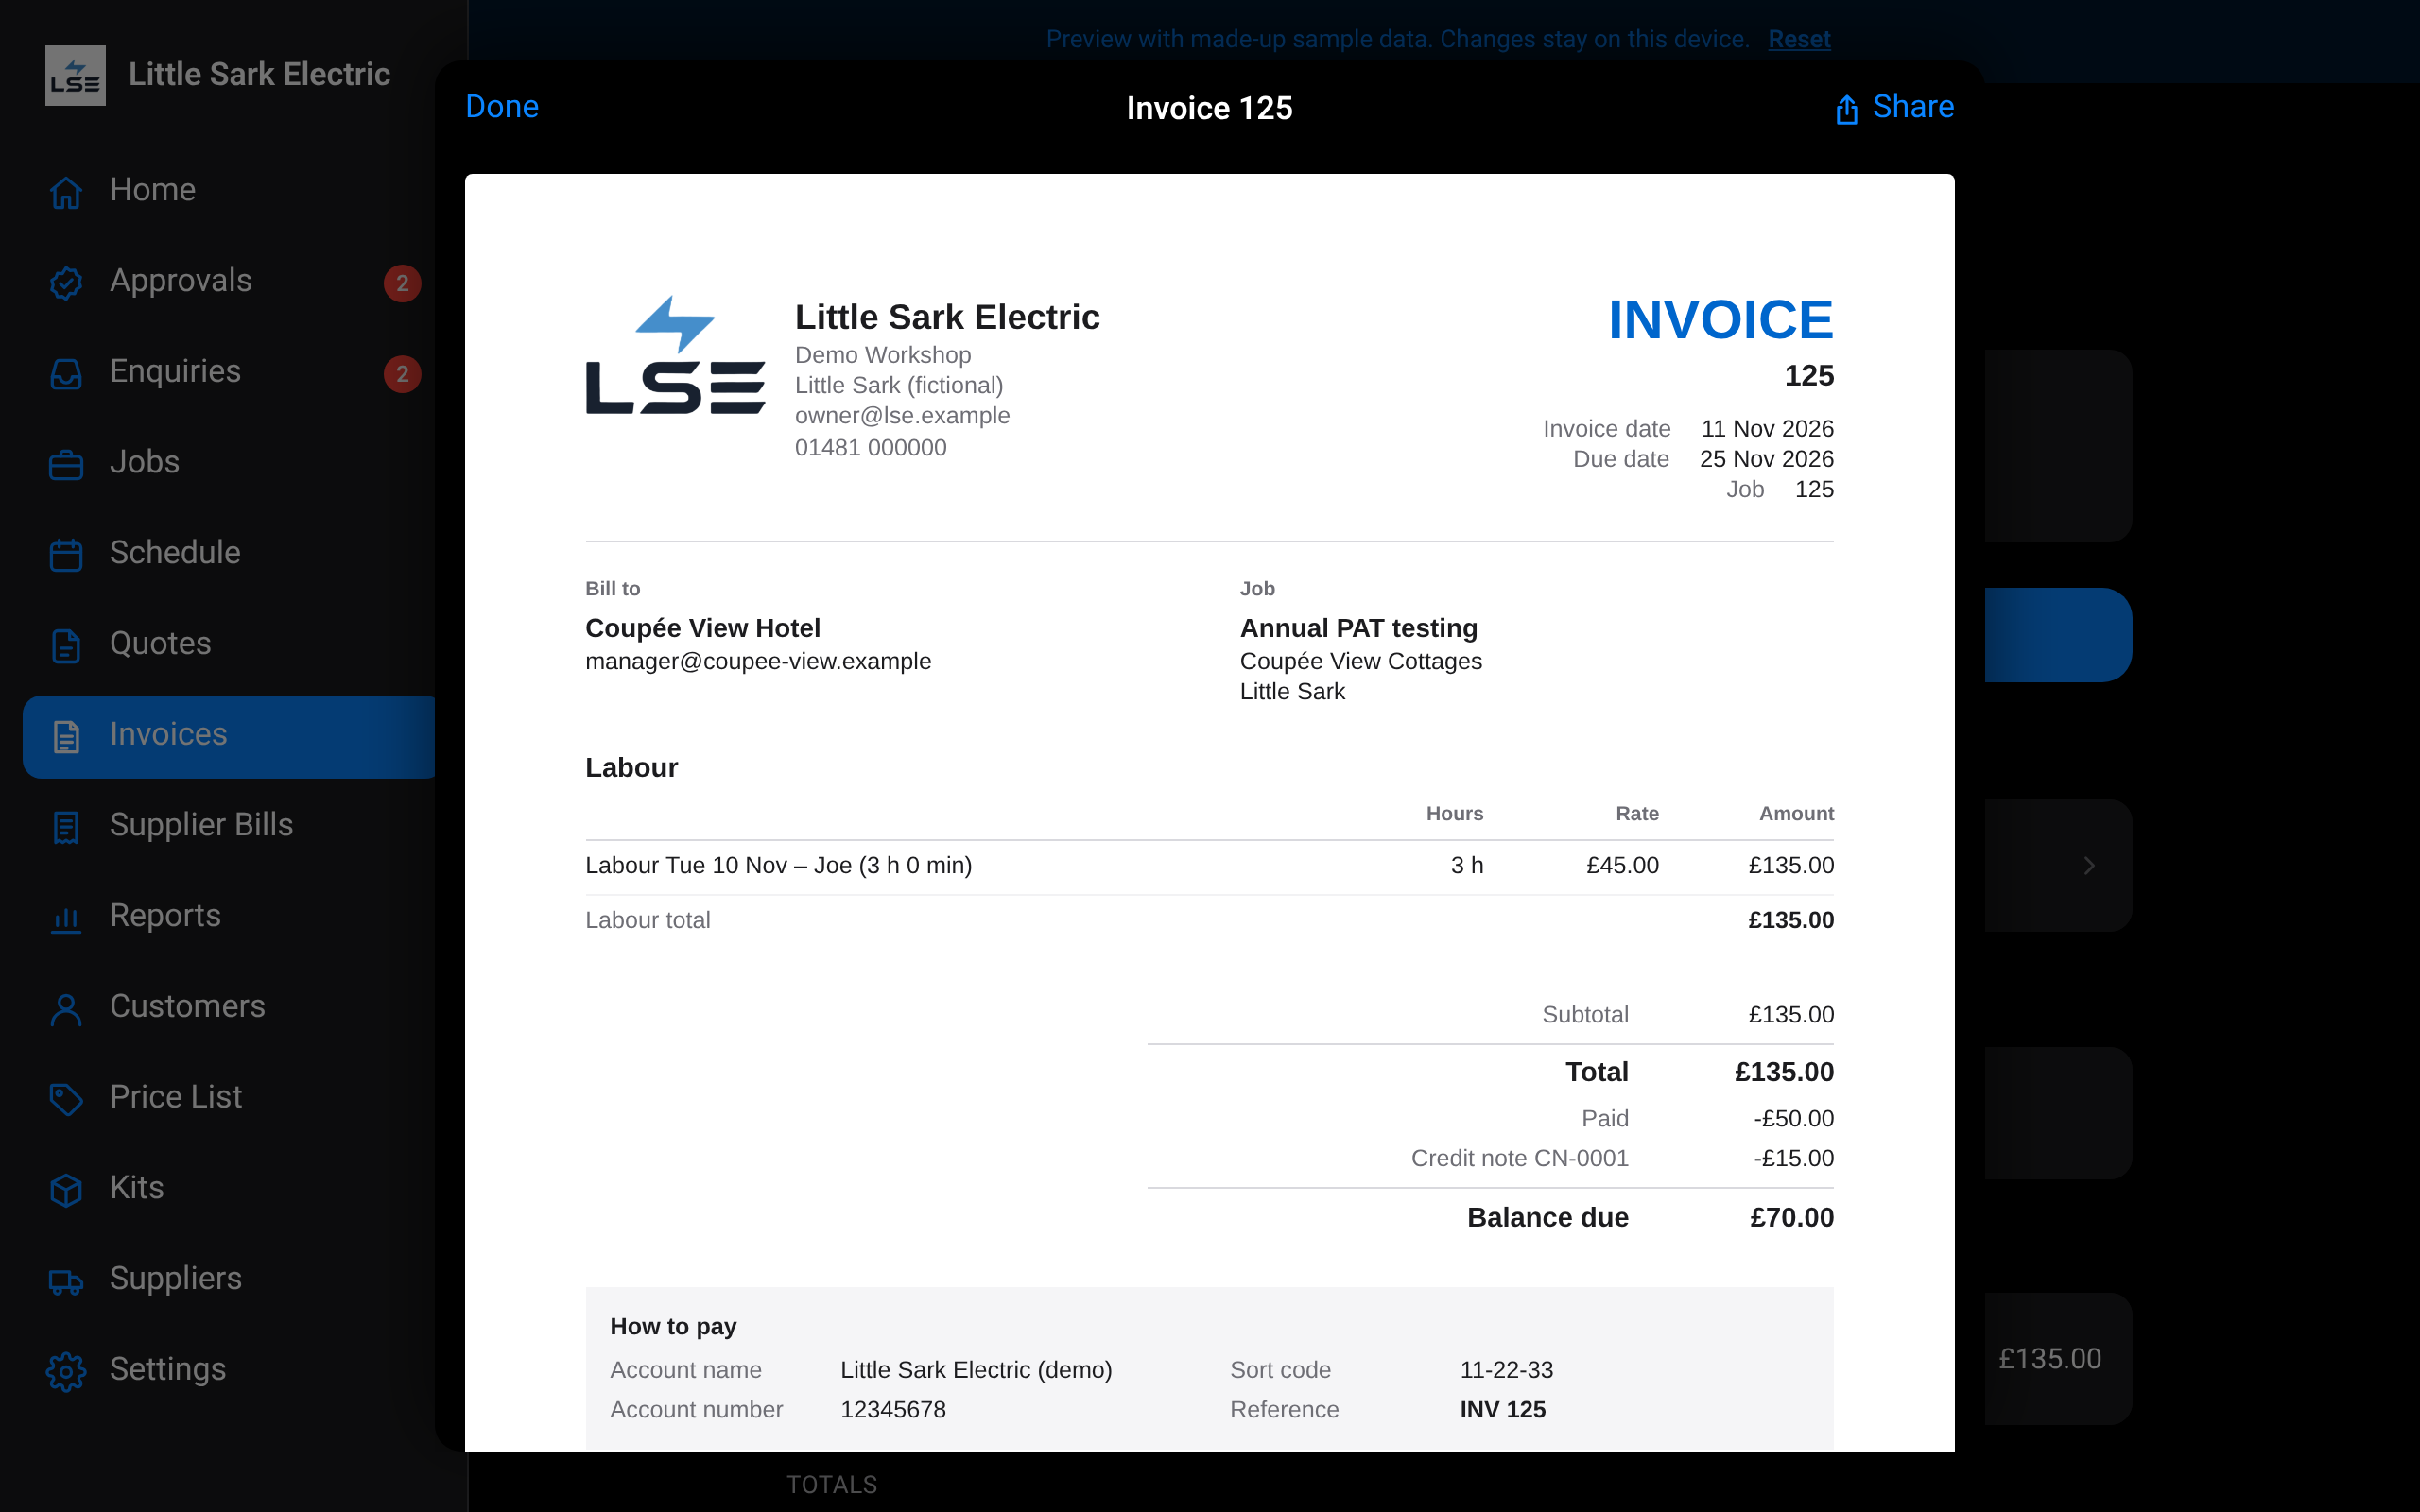 Preview with made-up sample data. Changes stay on this device. Reset
LSE Little Sark Electric
Home
Approvals 2
Enquiries 2
Jobs
Schedule
Quotes
Invoices
Supplier Bills
Reports
Customers
Price List
Kits
Suppliers
Settings
Done Invoice 125 Share
LSE
Little Sark Electric
Demo Workshop
Little Sark (fictional)
owner@lse.example
01481 000000
INVOICE
125
Invoice date 11 Nov 2026
Due date 25 Nov 2026
Job 125
Bill to
Coupée View Hotel
manager@coupee-view.example
Job
Annual PAT testing
Coupée View Cottages
Little Sark
Labour
Hours Rate Amount
Labour Tue 10 Nov – Joe (3 h 0 min) 3 h £45.00 £135.00
Labour total £135.00
Subtotal £135.00
Total £135.00
Paid -£50.00
Credit note CN-0001 -£15.00
Balance due £70.00
How to pay
Account name Little Sark Electric (demo) Sort code 11-22-33
Account number 12345678 Reference INV 125
£135.00
TOTALS